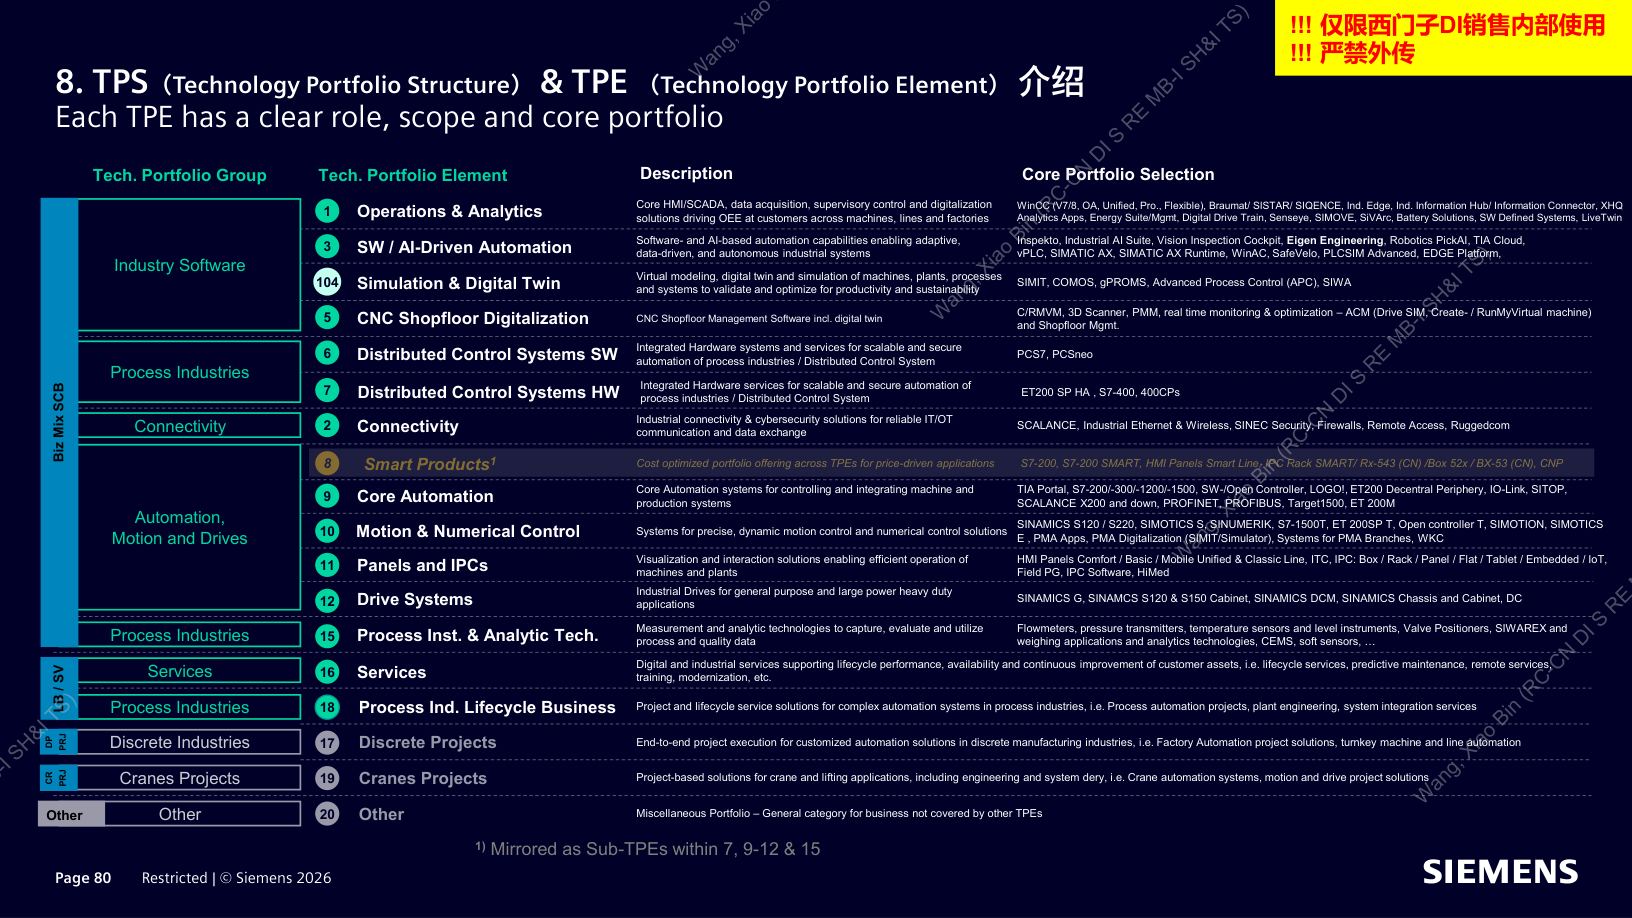 !!! 仅限西门子DI销售内部使用
!!! 严禁外传
8. TPS（Technology Portfolio Structure） & TPE （Technology Portfolio Element） 介绍
Each TPE has a clear role, scope and core portfolio
Tech. Portfolio Group
Tech. Portfolio Element
Description
Core Portfolio Selection
Biz Mix SCB
Industry Software
1
Operations & Analytics
Core HMI/SCADA, data acquisition, supervisory control and digitalization
solutions driving OEE at customers across machines, lines and factories
WinCC (V7/8, OA, Unified, Pro., Flexible), Braumat/ SISTAR/ SIQENCE, Ind. Edge, Ind. Information Hub/ Information Connector, XHQ
Analytics Apps, Energy Suite/Mgmt, Digital Drive Train, Senseye, SIMOVE, SiVArc, Battery Solutions, SW Defined Systems, LiveTwin
3
SW / AI-Driven Automation
Software- and AI-based automation capabilities enabling adaptive,
data-driven, and autonomous industrial systems
Inspekto, Industrial AI Suite, Vision Inspection Cockpit, Eigen Engineering, Robotics PickAI, TIA Cloud,
vPLC, SIMATIC AX, SIMATIC AX Runtime, WinAC, SafeVelo, PLCSIM Advanced, EDGE Platform,
104
Simulation & Digital Twin
Virtual modeling, digital twin and simulation of machines, plants, processes
and systems to validate and optimize for productivity and sustainability
SIMIT, COMOS, gPROMS, Advanced Process Control (APC), SIWA
5
CNC Shopfloor Digitalization
CNC Shopfloor Management Software incl. digital twin
C/RMVM, 3D Scanner, PMM, real time monitoring & optimization – ACM (Drive SIM, Create- / RunMyVirtual machine)
and Shopfloor Mgmt.
Process Industries
6
Distributed Control Systems SW
Integrated Hardware systems and services for scalable and secure
automation of process industries / Distributed Control System
PCS7, PCSneo
7
Distributed Control Systems HW
Integrated Hardware services for scalable and secure automation of
process industries / Distributed Control System
ET200 SP HA , S7-400, 400CPs
Connectivity
2
Connectivity
Industrial connectivity & cybersecurity solutions for reliable IT/OT
communication and data exchange
SCALANCE, Industrial Ethernet & Wireless, SINEC Security, Firewalls, Remote Access, Ruggedcom
Automation,
Motion and Drives
8
Smart Products¹
Cost optimized portfolio offering across TPEs for price-driven applications
S7-200, S7-200 SMART, HMI Panels Smart Line, IPC Rack SMART/ Rx-543 (CN) /Box 52x / BX-53 (CN), CNP
9
Core Automation
Core Automation systems for controlling and integrating machine and
production systems
TIA Portal, S7-200/-300/-1200/-1500, SW-/Open Controller, LOGO!, ET200 Decentral Periphery, IO-Link, SITOP,
SCALANCE X200 and down, PROFINET, PROFIBUS, Target1500, ET 200M
10
Motion & Numerical Control
Systems for precise, dynamic motion control and numerical control solutions
SINAMICS S120 / S220, SIMOTICS S, SINUMERIK, S7-1500T, ET 200SP T, Open controller T, SIMOTION, SIMOTICS
E , PMA Apps, PMA Digitalization (SIMIT/Simulator), Systems for PMA Branches, WKC
11
Panels and IPCs
Visualization and interaction solutions enabling efficient operation of
machines and plants
HMI Panels Comfort / Basic / Mobile Unified & Classic Line, ITC, IPC: Box / Rack / Panel / Flat / Tablet / Embedded / IoT,
Field PG, IPC Software, HiMed
12
Drive Systems
Industrial Drives for general purpose and large power heavy duty
applications
SINAMICS G, SINAMCS S120 & S150 Cabinet, SINAMICS DCM, SINAMICS Chassis and Cabinet, DC
Process Industries
15
Process Inst. & Analytic Tech.
Measurement and analytic technologies to capture, evaluate and utilize
process and quality data
Flowmeters, pressure transmitters, temperature sensors and level instruments, Valve Positioners, SIWAREX and
weighing applications and analytics technologies, CEMS, soft sensors, …
LB / SV
Services
16
Services
Digital and industrial services supporting lifecycle performance, availability and continuous improvement of customer assets, i.e. lifecycle services, predictive maintenance, remote services,
training, modernization, etc.
Process Industries
18
Process Ind. Lifecycle Business
Project and lifecycle service solutions for complex automation systems in process industries, i.e. Process automation projects, plant engineering, system integration services
DP
PRJ
Discrete Industries
17
Discrete Projects
End-to-end project execution for customized automation solutions in discrete manufacturing industries, i.e. Factory Automation project solutions, turnkey machine and line automation
CR
PRJ
Cranes Projects
19
Cranes Projects
Project-based solutions for crane and lifting applications, including engineering and system dery, i.e. Crane automation systems, motion and drive project solutions
Other
Other
20
Other
Miscellaneous Portfolio – General category for business not covered by other TPEs
¹⁾ Mirrored as Sub-TPEs within 7, 9-12 & 15
Page 80
Restricted | © Siemens 2026
SIEMENS
Wang, Xiao
Wang, Xiao Bin (RC-CN DI S RE MB-I SH&I TS)
Wang, Xiao Bin (RC-CN DI S RE MB-I SH&I TS)
Wang, Xiao Bin (RC-CN DI S RE
-I SH&I TS)